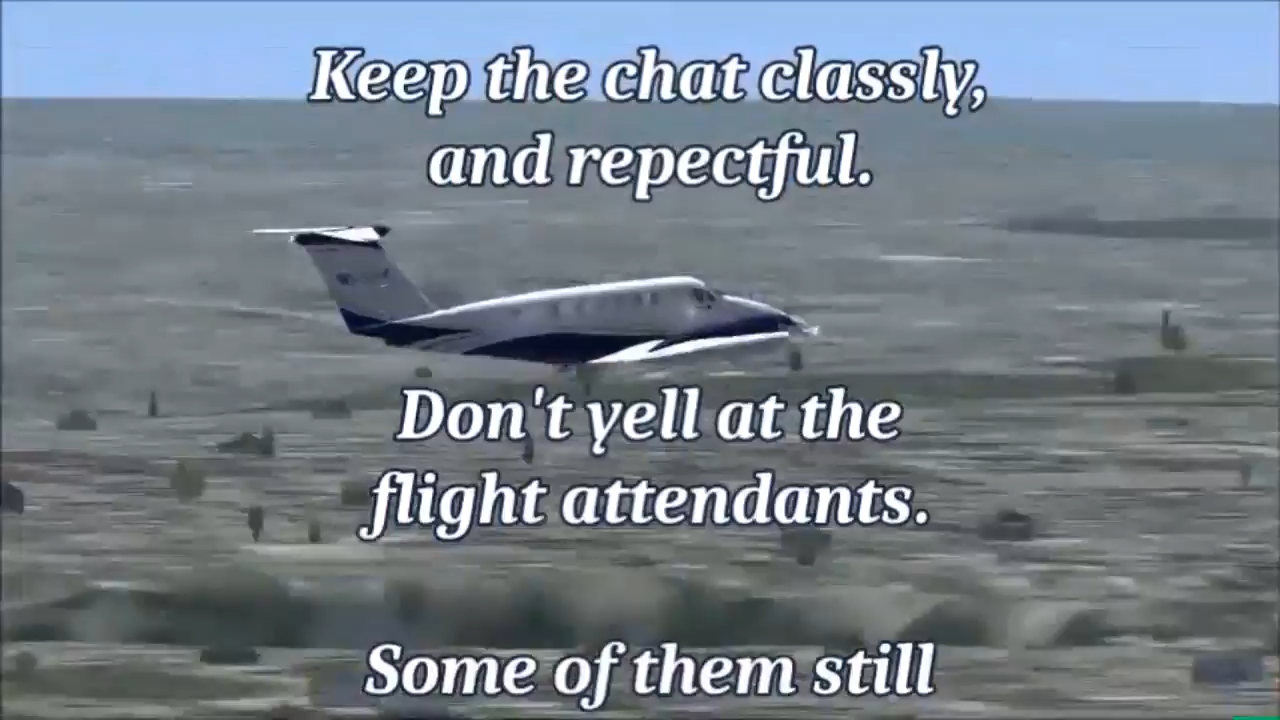 Keep the chat classly,
and repectful.
Don't yell at the
flight attendants.
Some of them still